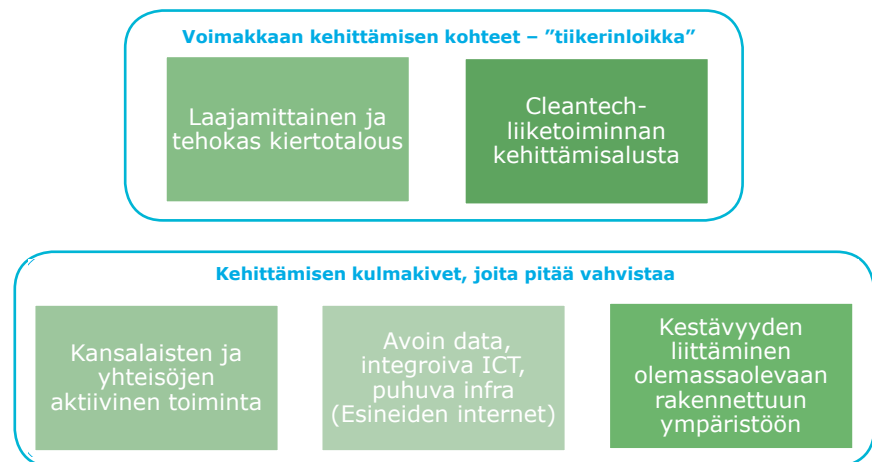 Voimakkaan kehittämisen kohteet – ”tiikerinloikka”
Laajamittainen ja
tehokas kiertotalous
Cleantech-
liiketoiminnan
kehittämisalusta
Kehittämisen kulmakivet, joita pitää vahvistaa
Kansalaisten ja
yhteisöjen
aktiivinen toiminta
Avoin data,
integroiva ICT,
puhuva infra
(Esineiden internet)
Kestävyyden
liittäminen
olemassaolevaan
rakennettuun
ympäristöön